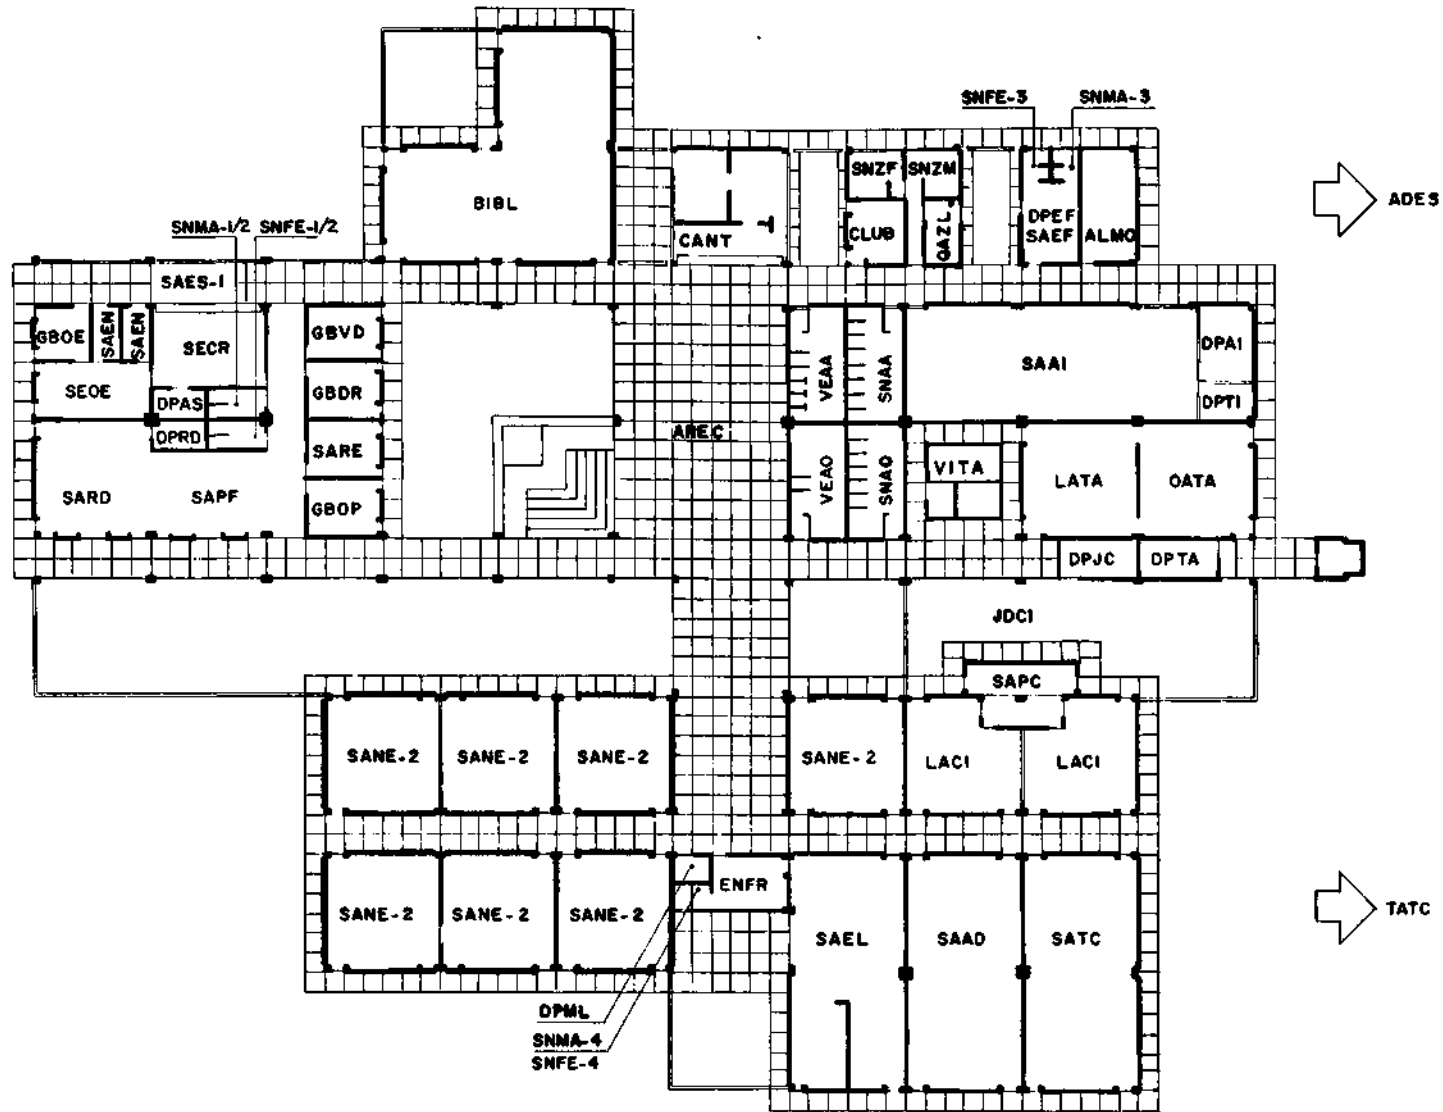 SNFE-3 SNMA-3
ADES
SNZF SNZM
BIBL
DPEF
SAEF
ALMO
SNMA-1/2 SNFE-1/2
CANT
CLUB
QAZL
SAES-1
GBOE
SAEN
SAEN
SECR
GBVD
VEAA
SNAA
SAAI
DPAI
SEOE
DPAS
GBDR
DPTI
DPRD
SARE
AREC
VEAO
SNAO
VITA
LATA
OATA
SARD
SAPF
GBOP
DPJC
DPTA
JDCI
SAPC
SANE-2 SANE-2 SANE-2 SANE-2 LACI LACI
ENFR
SANE-2 SANE-2 SANE-2
TATC
SAEL SAAD SATC
DPML
SNMA-4
SNFE-4